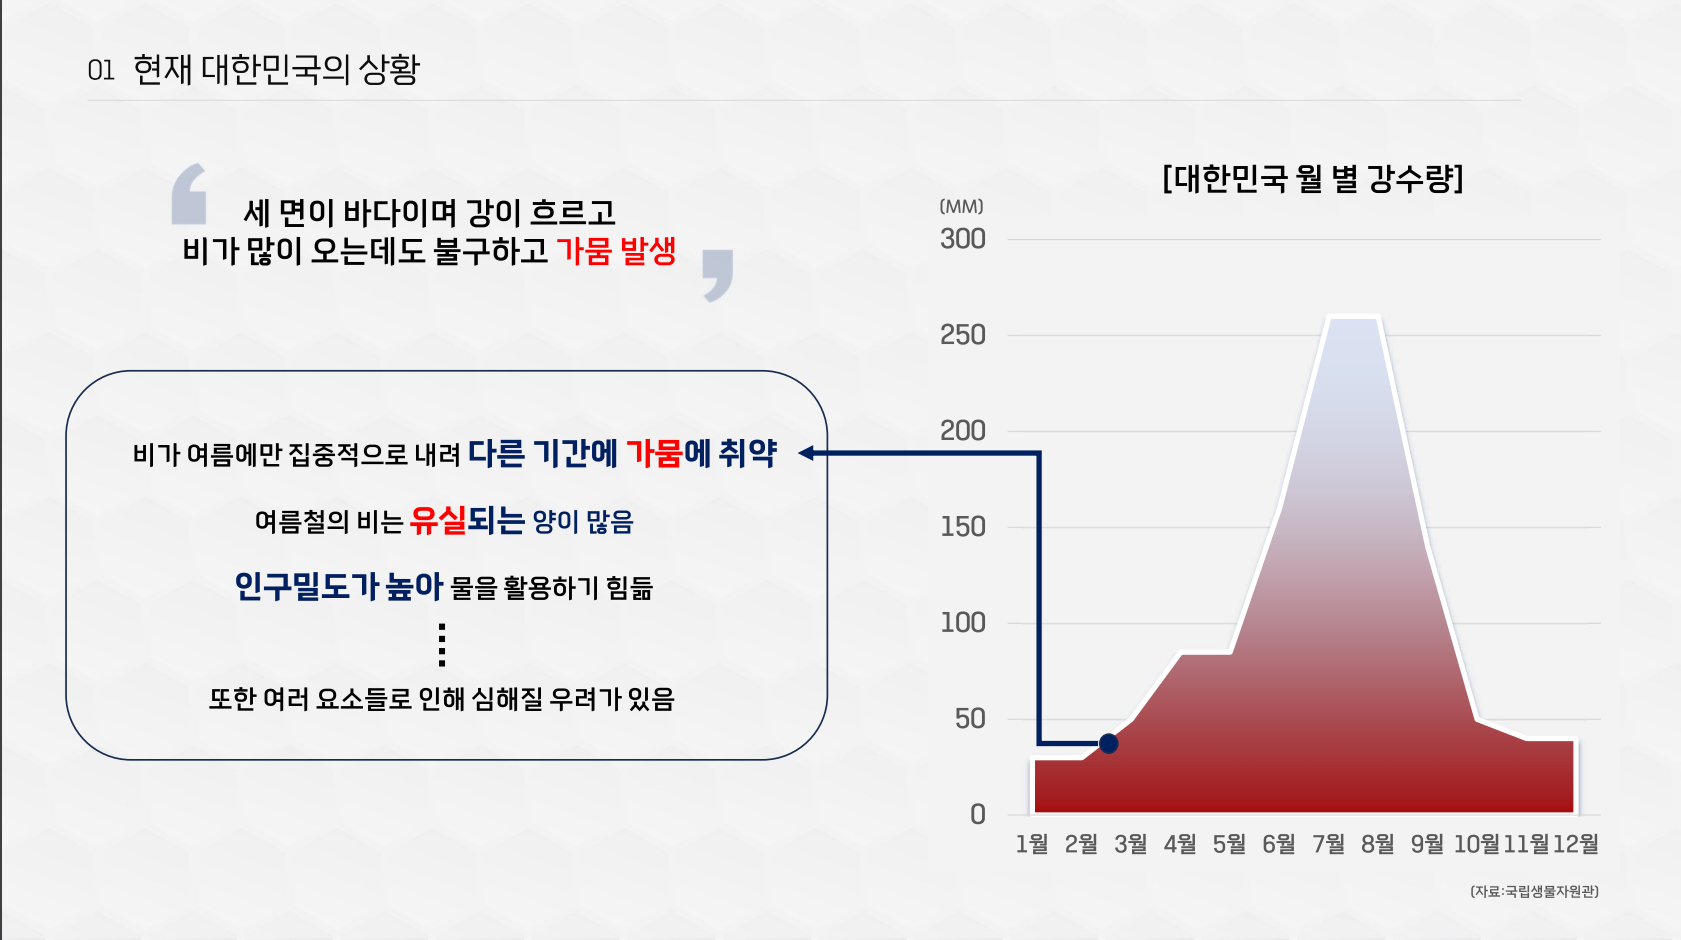 01 현재 대한민국의 상황
세 면이 바다이며 강이 흐르고
비가 많이 오는데도 불구하고 가뭄 발생
비가 여름에만 집중적으로 내려 다른 기간에 가뭄에 취약
여름철의 비는 유실되는 양이 많음
인구밀도가 높아 물을 활용하기 힘듦
또한 여러 요소들로 인해 심해질 우려가 있음
[대한민국 월 별 강수량]
(MM)
300
250
200
150
100
50
0
1월 2월 3월 4월 5월 6월 7월 8월 9월 10월 11월 12월
(자료:국립생물자원관)